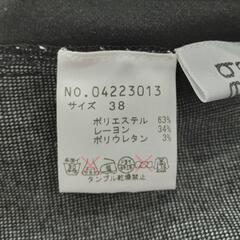 NO.04223013
サイズ 38
ポリエステル 63%
レーヨン 34%
ポリウレタン 3%
タンブル乾燥禁止